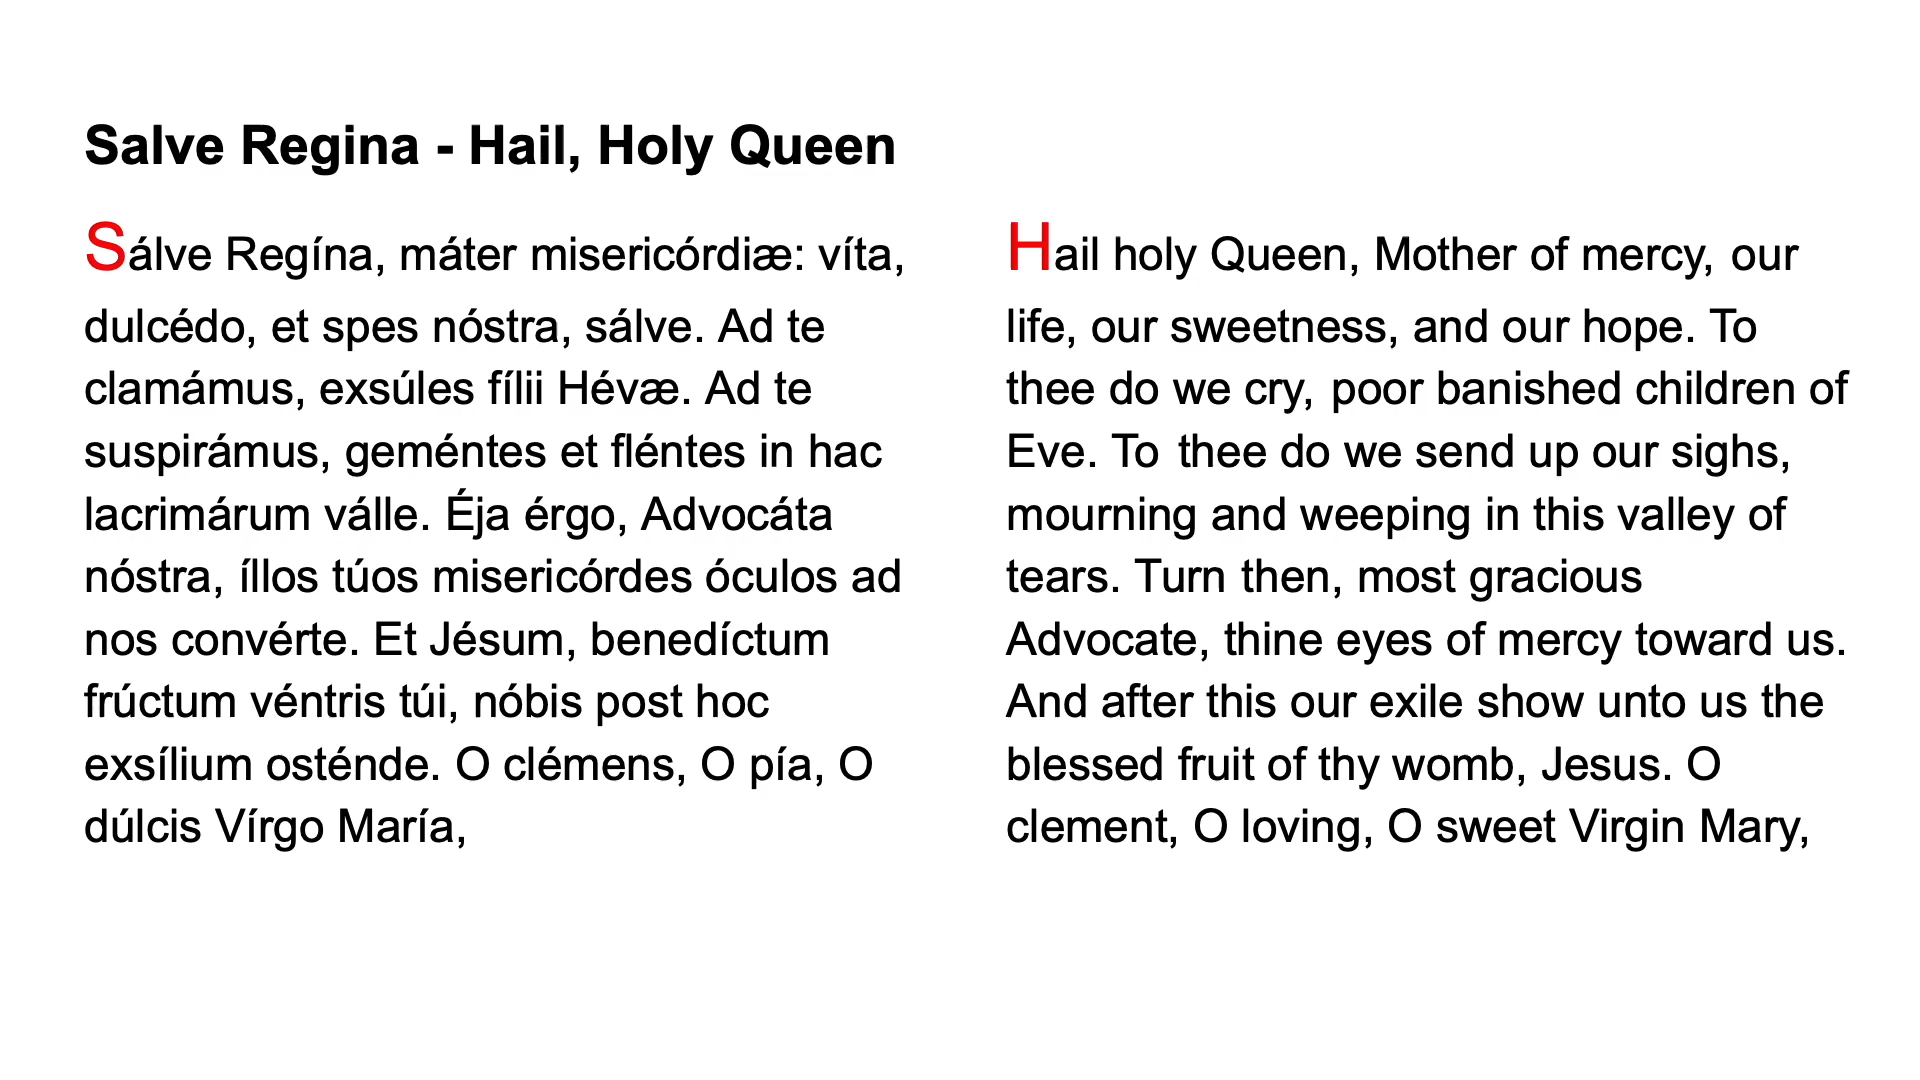 Salve Regina - Hail, Holy Queen
Sálve Regína, máter misericórdiæ: víta,
dulcédo, et spes nóstra, sálve. Ad te
clamámus, exsúles fílii Hévæ. Ad te
suspirámus, geméntes et fléntes in hac
lacrimárum válle. Éja érgo, Advocáta
nóstra, íllos túos misericórdes óculos ad
nos convérte. Et Jésum, benedíctum
frúctum véntris túi, nóbis post hoc
exsílium osténde. O clémens, O pía, O
dúlcis Vírgo María,
Hail holy Queen, Mother of mercy, our
life, our sweetness, and our hope. To
thee do we cry, poor banished children of
Eve. To thee do we send up our sighs,
mourning and weeping in this valley of
tears. Turn then, most gracious
Advocate, thine eyes of mercy toward us.
And after this our exile show unto us the
blessed fruit of thy womb, Jesus. O
clement, O loving, O sweet Virgin Mary,